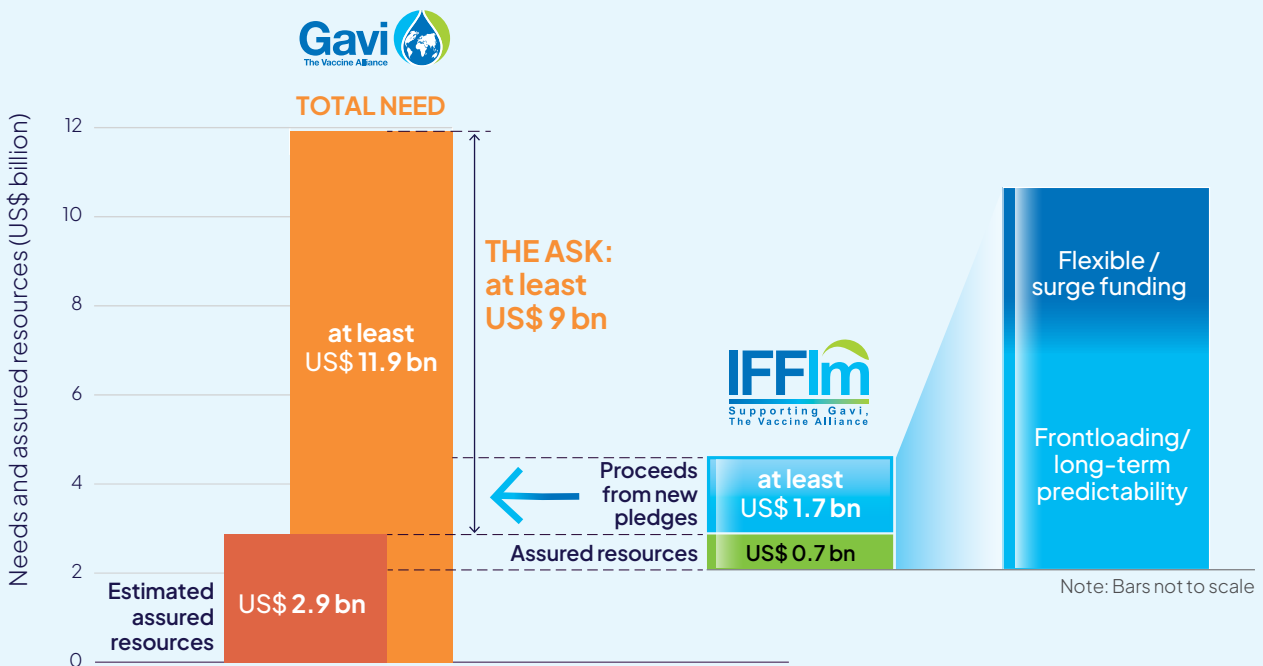 Gavi
The Vaccine Alliance
TOTAL NEED
Needs and assured resources (US$ billion)
12
10
8
6
4
2
0
at least
US$ 11.9 bn
THE ASK:
at least
US$ 9 bn
Estimated
assured
resources
US$ 2.9 bn
IFFIm
Supporting Gavi,
The Vaccine Alliance
Proceeds
from new
pledges
at least
US$ 1.7 bn
Assured resources
US$ 0.7 bn
Flexible /
surge funding
Frontloading/
long-term
predictability
Note: Bars not to scale